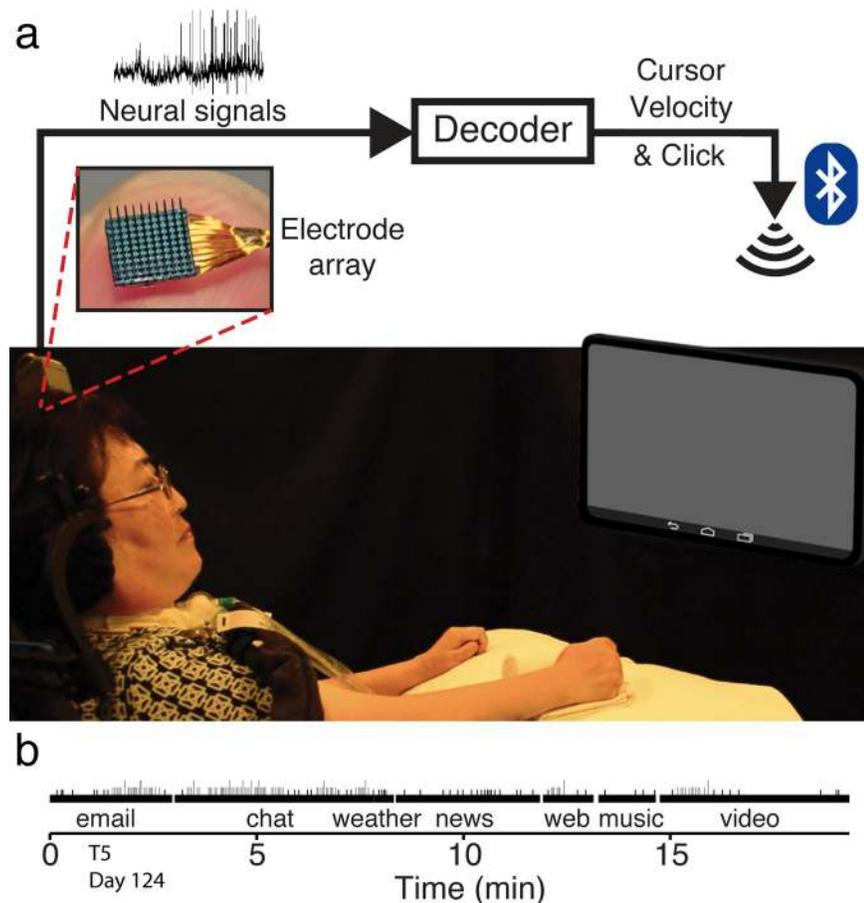 a
Neural signals
Decoder
Cursor
Velocity
& Click
Electrode
array
b
email chat weather news web music video
0 5 10 15
T5
Day 124
Time (min)